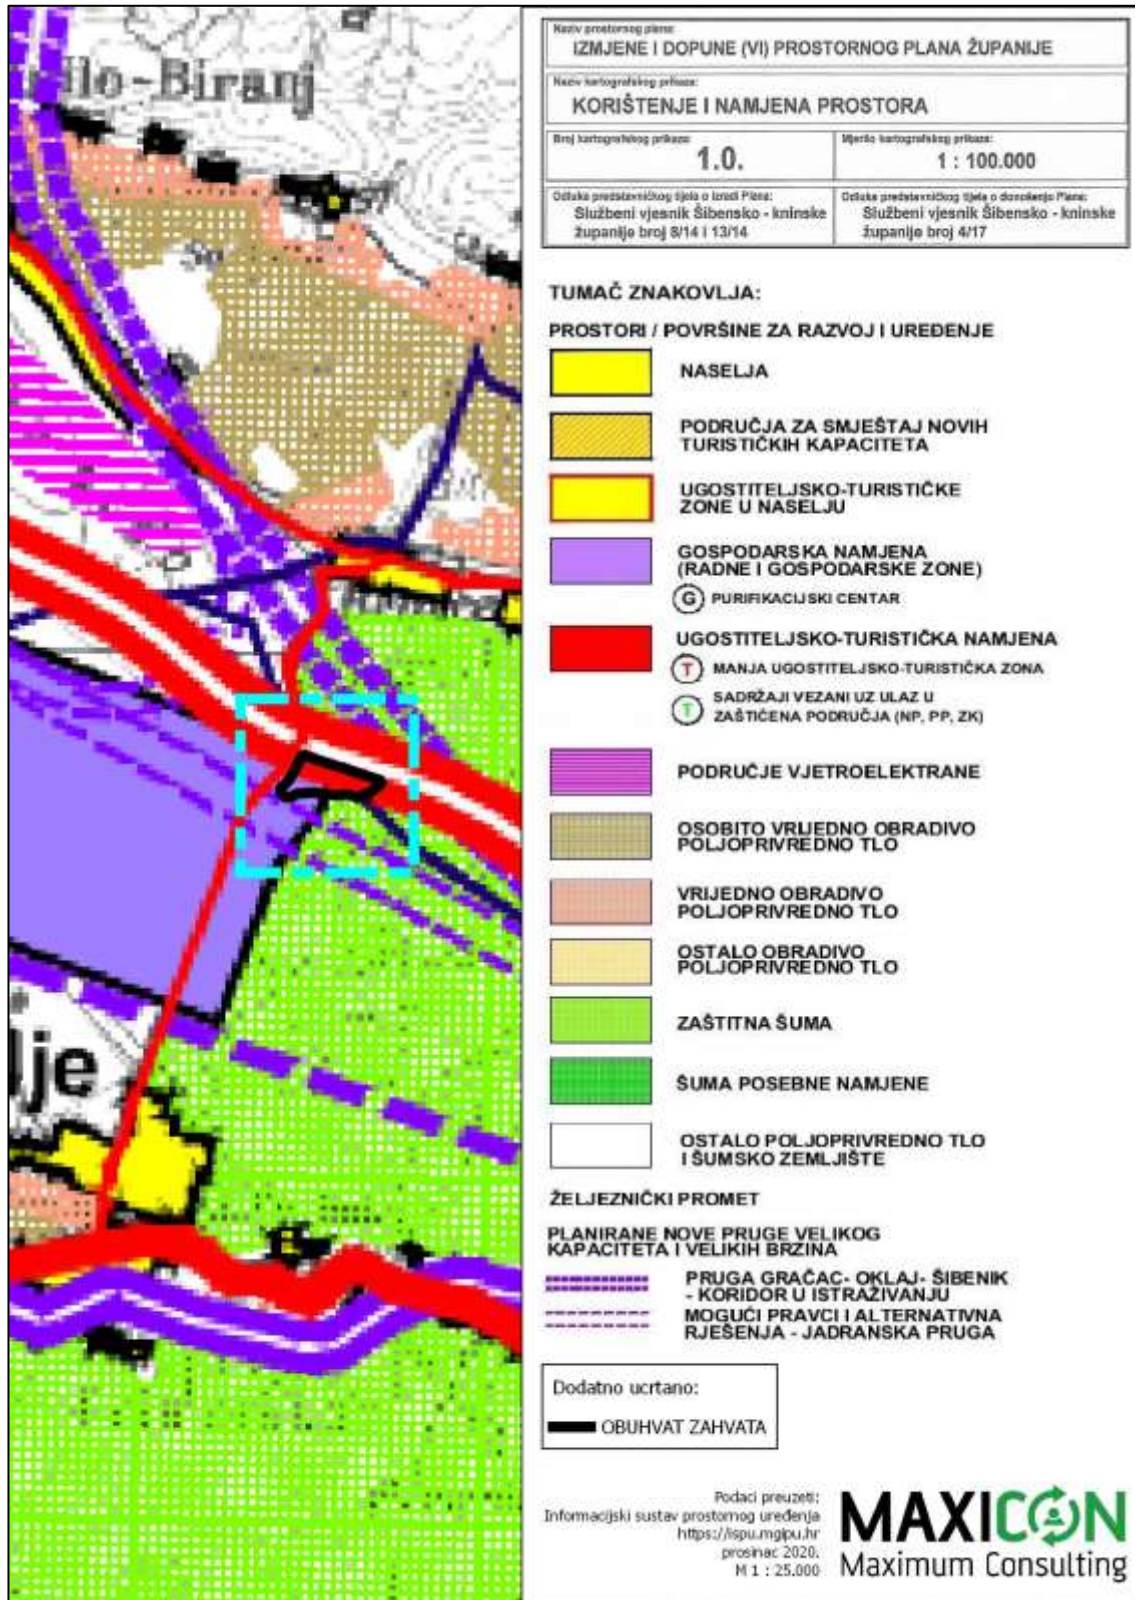 Naziv prostornog plana:
IZMJENE I DOPUNE (VI) PROSTORNOG PLANA ŽUPANIJE
Naziv kartografskog prikaza:
KORIŠTENJE I NAMJENA PROSTORA
Broj kartografskog prikaza:
1.0.
Mjerilo kartografskog prikaza:
1 : 100.000
Odluka predstavničkog tijela o izradi Plana:
Službeni vjesnik Šibensko - kninske
županije broj 8/14 i 13/14
Odluka predstavničkog tijela o donošenju Plana:
Službeni vjesnik Šibensko - kninske
županije broj 4/17
TUMAČ ZNAKOVLJA:
PROSTORI / POVRŠINE ZA RAZVOJ I UREĐENJE
NASELJA
PODRUČJA ZA SMJEŠTAJ NOVIH
TURISTIČKIH KAPACITETA
UGOSTITELJSKO-TURISTIČKE
ZONE U NASELJU
GOSPODARSKA NAMJENA
(RADNE I GOSPODARSKE ZONE)
G PURIFIKACIJSKI CENTAR
UGOSTITELJSKO-TURISTIČKA NAMJENA
T MANJA UGOSTITELJSKO-TURISTIČKA ZONA
T SADRŽAJI VEZANI UZ ULAZ U
ZAŠTIĆENA PODRUČJA (NP, PP, ZK)
PODRUČJE VJETROELEKTRANE
OSOBITO VRIJEDNO OBRADIVO
POLJOPRIVREDNO TLO
VRIJEDNO OBRADIVO
POLJOPRIVREDNO TLO
OSTALO OBRADIVO
POLJOPRIVREDNO TLO
ZAŠTITNA ŠUMA
ŠUMA POSEBNE NAMJENE
OSTALO POLJOPRIVREDNO TLO
I ŠUMSKO ZEMLJIŠTE
ŽELJEZNIČKI PROMET
PLANIRANE NOVE PRUGE VELIKOG
KAPACITETA I VELIKIH BRZINA
PRUGA GRAČAC- OKLAJ- ŠIBENIK
- KORIDOR U ISTRAŽIVANJU
MOGUĆI PRAVCI I ALTERNATIVNA
RJEŠENJA - JADRANSKA PRUGA
Dodatno ucrtano:
OBUHVAT ZAHVATA
Podaci preuzeti:
Informacijski sustav prostornog uređenja
https://ispu.mgipu.hr
prosinac 2020.
M 1 : 25.000
MAXICON
Maximum Consulting
-Biranj
lje